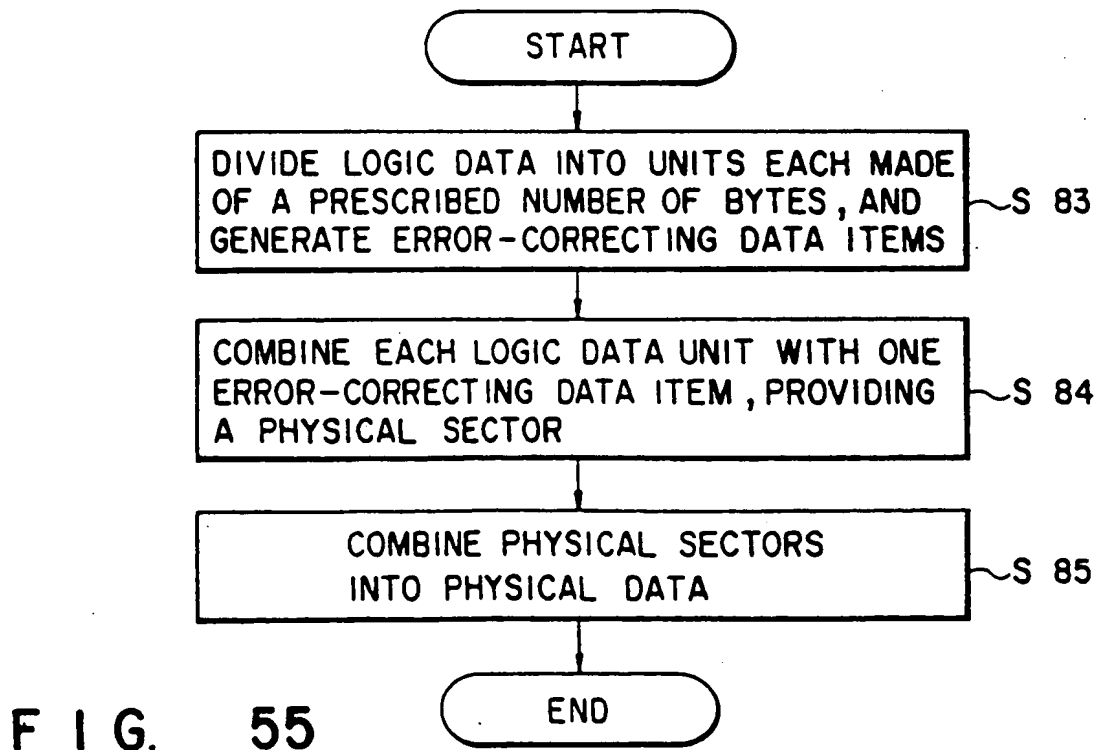 START
DIVIDE LOGIC DATA INTO UNITS EACH MADE
OF A PRESCRIBED NUMBER OF BYTES, AND
GENERATE ERROR-CORRECTING DATA ITEMS
S 83
COMBINE EACH LOGIC DATA UNIT WITH ONE
ERROR-CORRECTING DATA ITEM, PROVIDING
A PHYSICAL SECTOR
S 84
COMBINE PHYSICAL SECTORS
INTO PHYSICAL DATA
S 85
END
FIG. 55